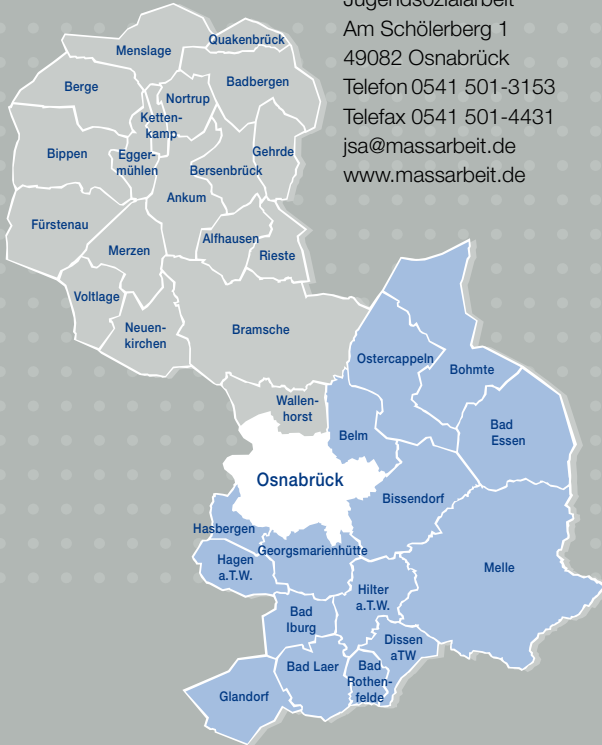 Jugendsozialarbeit
Am Schölerberg 1
49082 Osnabrück
Telefon 0541 501-3153
Telefax 0541 501-4431
jsa@massarbeit.de
www.massarbeit.de
Menslage
Quakenbrück
Berge
Badbergen
Nortrup
Ketten-
kamp
Bippen
Egger-
mühlen
Gehrde
Bersenbrück
Ankum
Fürstenau
Alfhausen
Merzen
Rieste
Voltlage
Neuen-
kirchen
Bramsche
Ostercappeln
Bohmte
Wallen-
horst
Belm
Bad
Essen
Osnabrück
Bissendorf
Hasbergen
Georgsmarienhütte
Hagen
a.T.W.
Melle
Hilter
a.T.W.
Bad
Iburg
Dissen
aTW
Bad Laer
Bad
Rothen-
felde
Glandorf